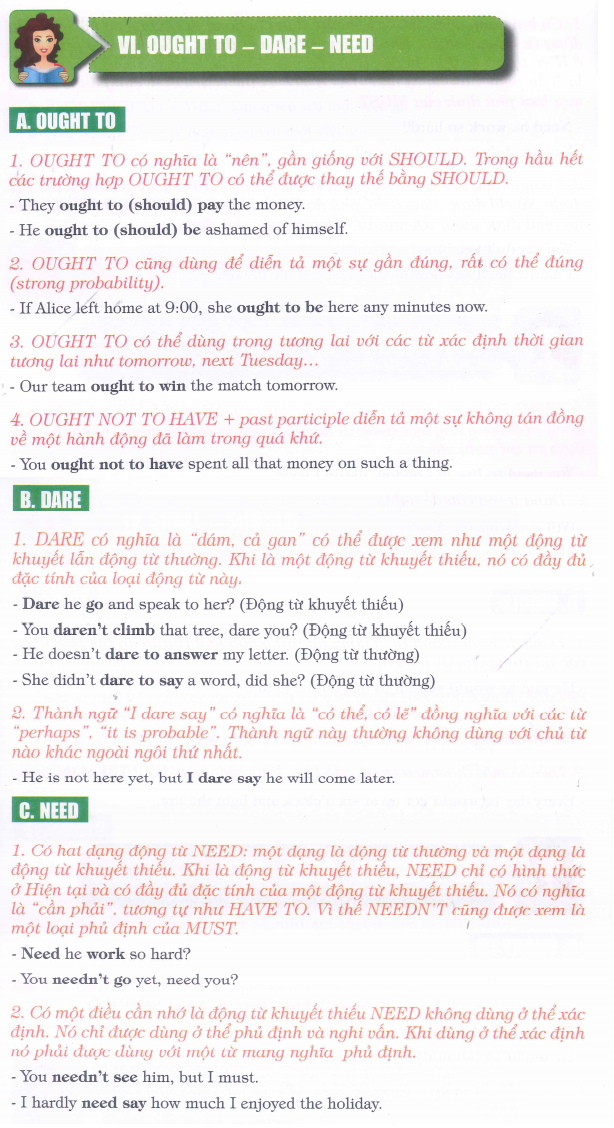 VI. OUGHT TO – DARE – NEED
A. OUGHT TO
1. OUGHT TO có nghĩa là “nên”, gần giống với SHOULD. Trong hầu hết
các trường hợp OUGHT TO có thể được thay thế bằng SHOULD.
- They ought to (should) pay the money.
- He ought to (should) be ashamed of himself.
2. OUGHT TO cũng dùng để diễn tả một sự gần đúng, rất có thể đúng
(strong probability).
- If Alice left home at 9:00, she ought to be here any minutes now.
3. OUGHT TO có thể dùng trong tương lai với các từ xác định thời gian
tương lai như tomorrow, next Tuesday…
- Our team ought to win the match tomorrow.
4. OUGHT NOT TO HAVE + past participle diễn tả một sự không tán đồng
về một hành động đã làm trong quá khứ.
- You ought not to have spent all that money on such a thing.
B. DARE
1. DARE có nghĩa là “dám, cả gan” có thể được xem như một động từ
khuyết lẫn động từ thường. Khi là một động từ khuyết thiếu, nó có đầy đủ
đặc tính của loại động từ này.
- Dare he go and speak to her? (Động từ khuyết thiếu)
- You daren’t climb that tree, dare you? (Động từ khuyết thiếu)
- He doesn’t dare to answer my letter. (Động từ thường)
- She didn’t dare to say a word, did she? (Động từ thường)
2. Thành ngữ “I dare say” có nghĩa là “có thể, có lẽ” đồng nghĩa với các từ
“perhaps”, “it is probable”. Thành ngữ này thường không dùng với chủ từ
nào khác ngoài ngôi thứ nhất.
- He is not here yet, but I dare say he will come later.
C. NEED
1. Có hai dạng động từ NEED: một dạng là động từ thường và một dạng là
động từ khuyết thiếu. Khi là động từ khuyết thiếu, NEED chỉ có hình thức
ở Hiện tại và có đầy đủ đặc tính của một động từ khuyết thiếu. Nó có nghĩa
là “cần phải”, tương tự như HAVE TO. Vì thế NEEDN’T cũng được xem là
một loại phủ định của MUST.
- Need he work so hard?
- You needn’t go yet, need you?
2. Có một điều cần nhớ là động từ khuyết thiếu NEED không dùng ở thể xác
định. Nó chỉ được dùng ở thể phủ định và nghi vấn. Khi dùng ở thể xác định
nó phải được dùng với một từ mang nghĩa phủ định.
- You needn’t see him, but I must.
- I hardly need say how much I enjoyed the holiday.